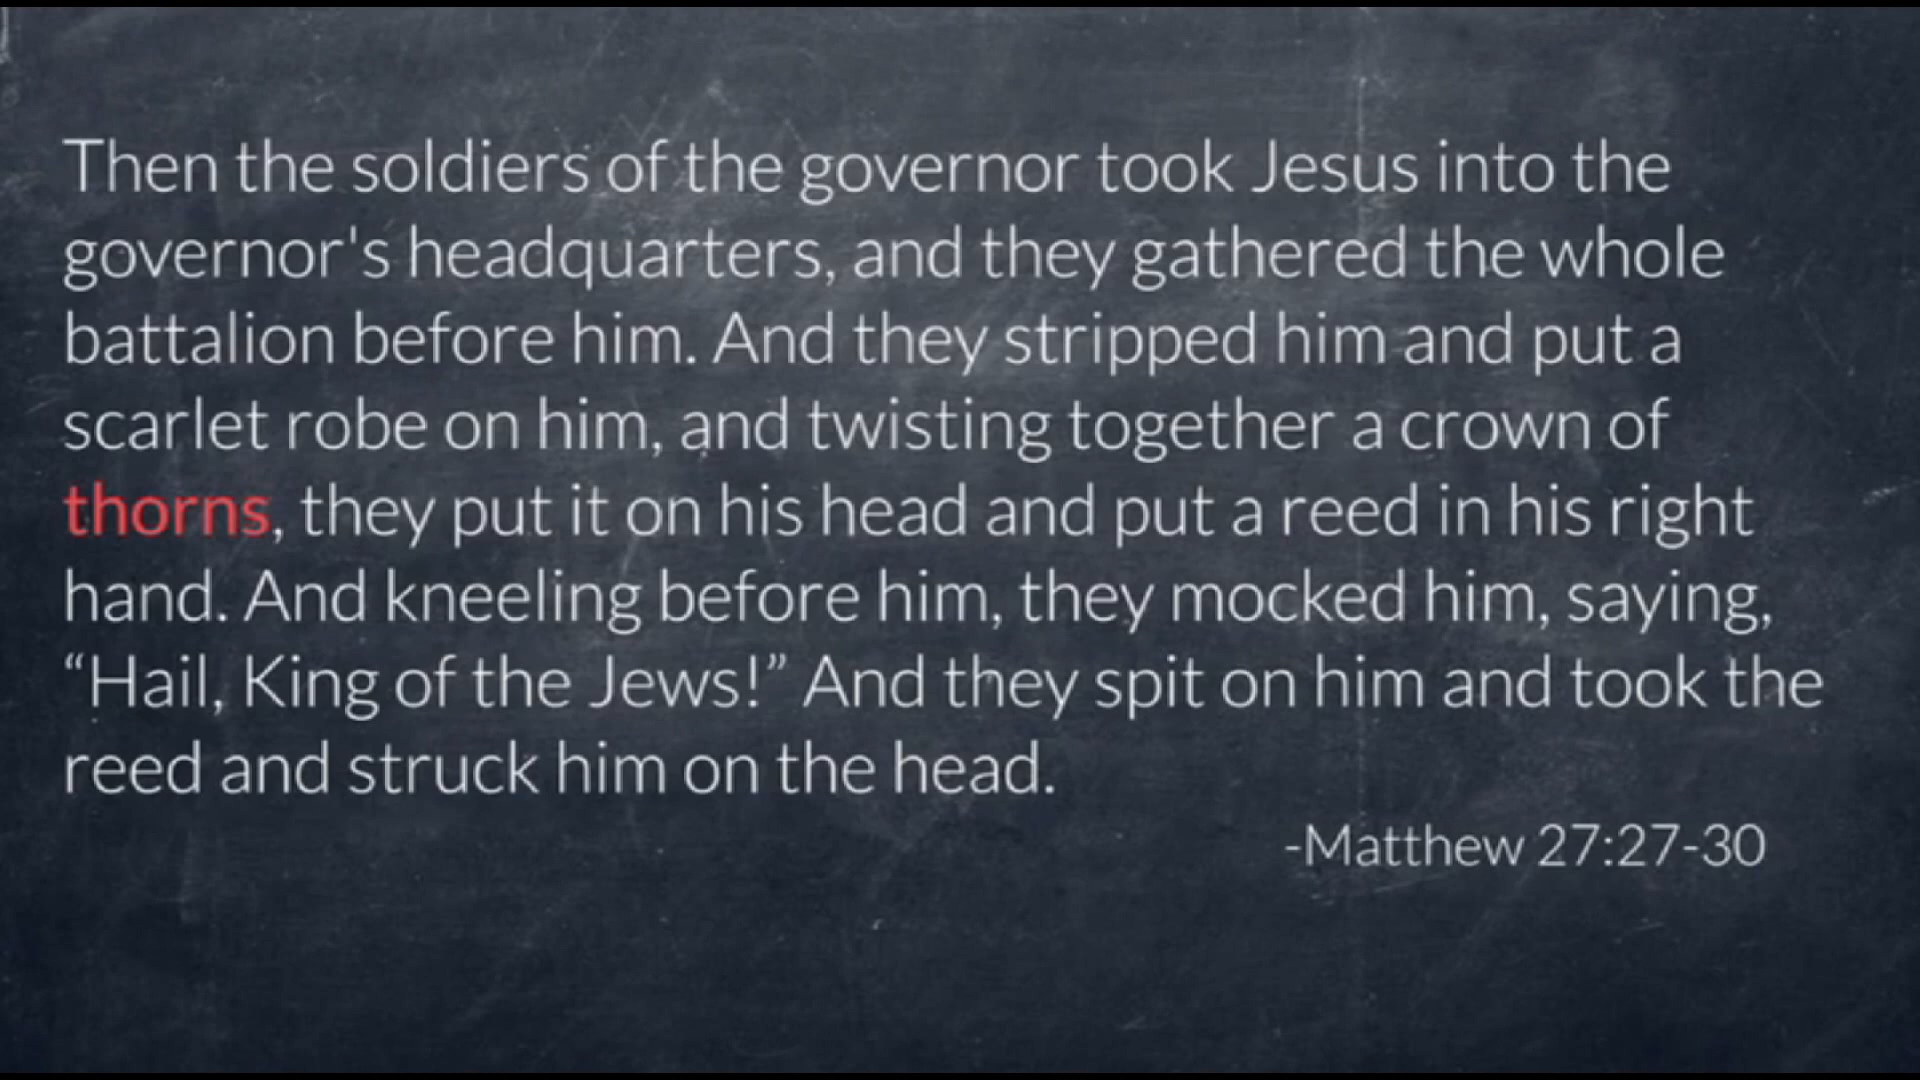 Then the soldiers of the governor took Jesus into the
governor's headquarters, and they gathered the whole
battalion before him. And they stripped him and put a
scarlet robe on him, and twisting together a crown of
thorns, they put it on his head and put a reed in his right
hand. And kneeling before him, they mocked him, saying,
“Hail, King of the Jews!” And they spit on him and took the
reed and struck him on the head.
-Matthew 27:27-30